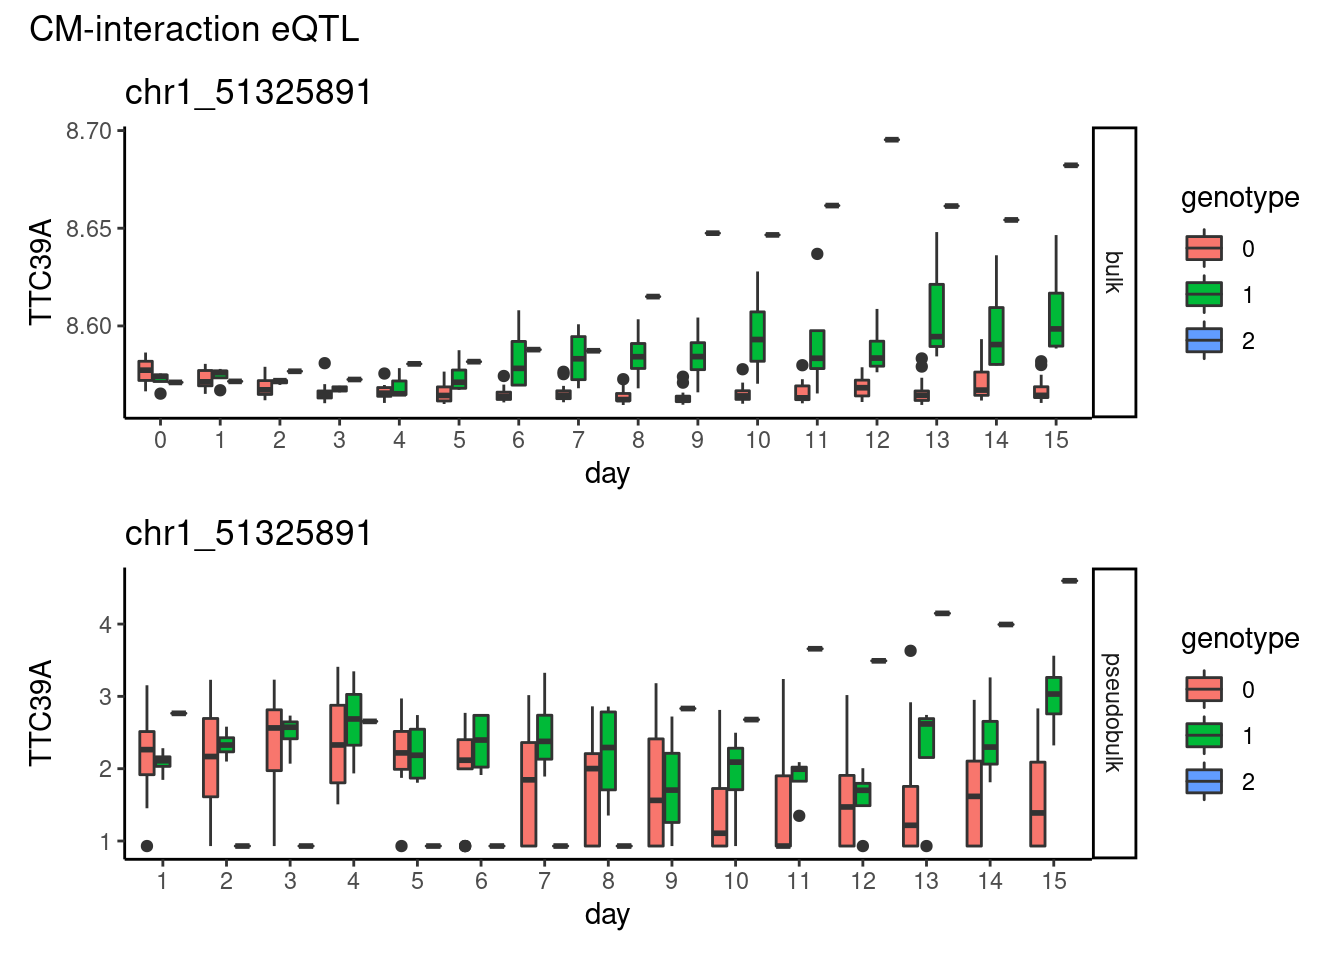 CM-interaction eQTL
chr1_51325891
8.70
8.65
8.60
TTC39A
0 1 2 3 4 5 6 7 8 9 10 11 12 13 14 15
day
bulk
genotype
0
1
2
chr1_51325891
4
3
2
1
TTC39A
1 2 3 4 5 6 7 8 9 10 11 12 13 14 15
day
pseudobulk
genotype
0
1
2